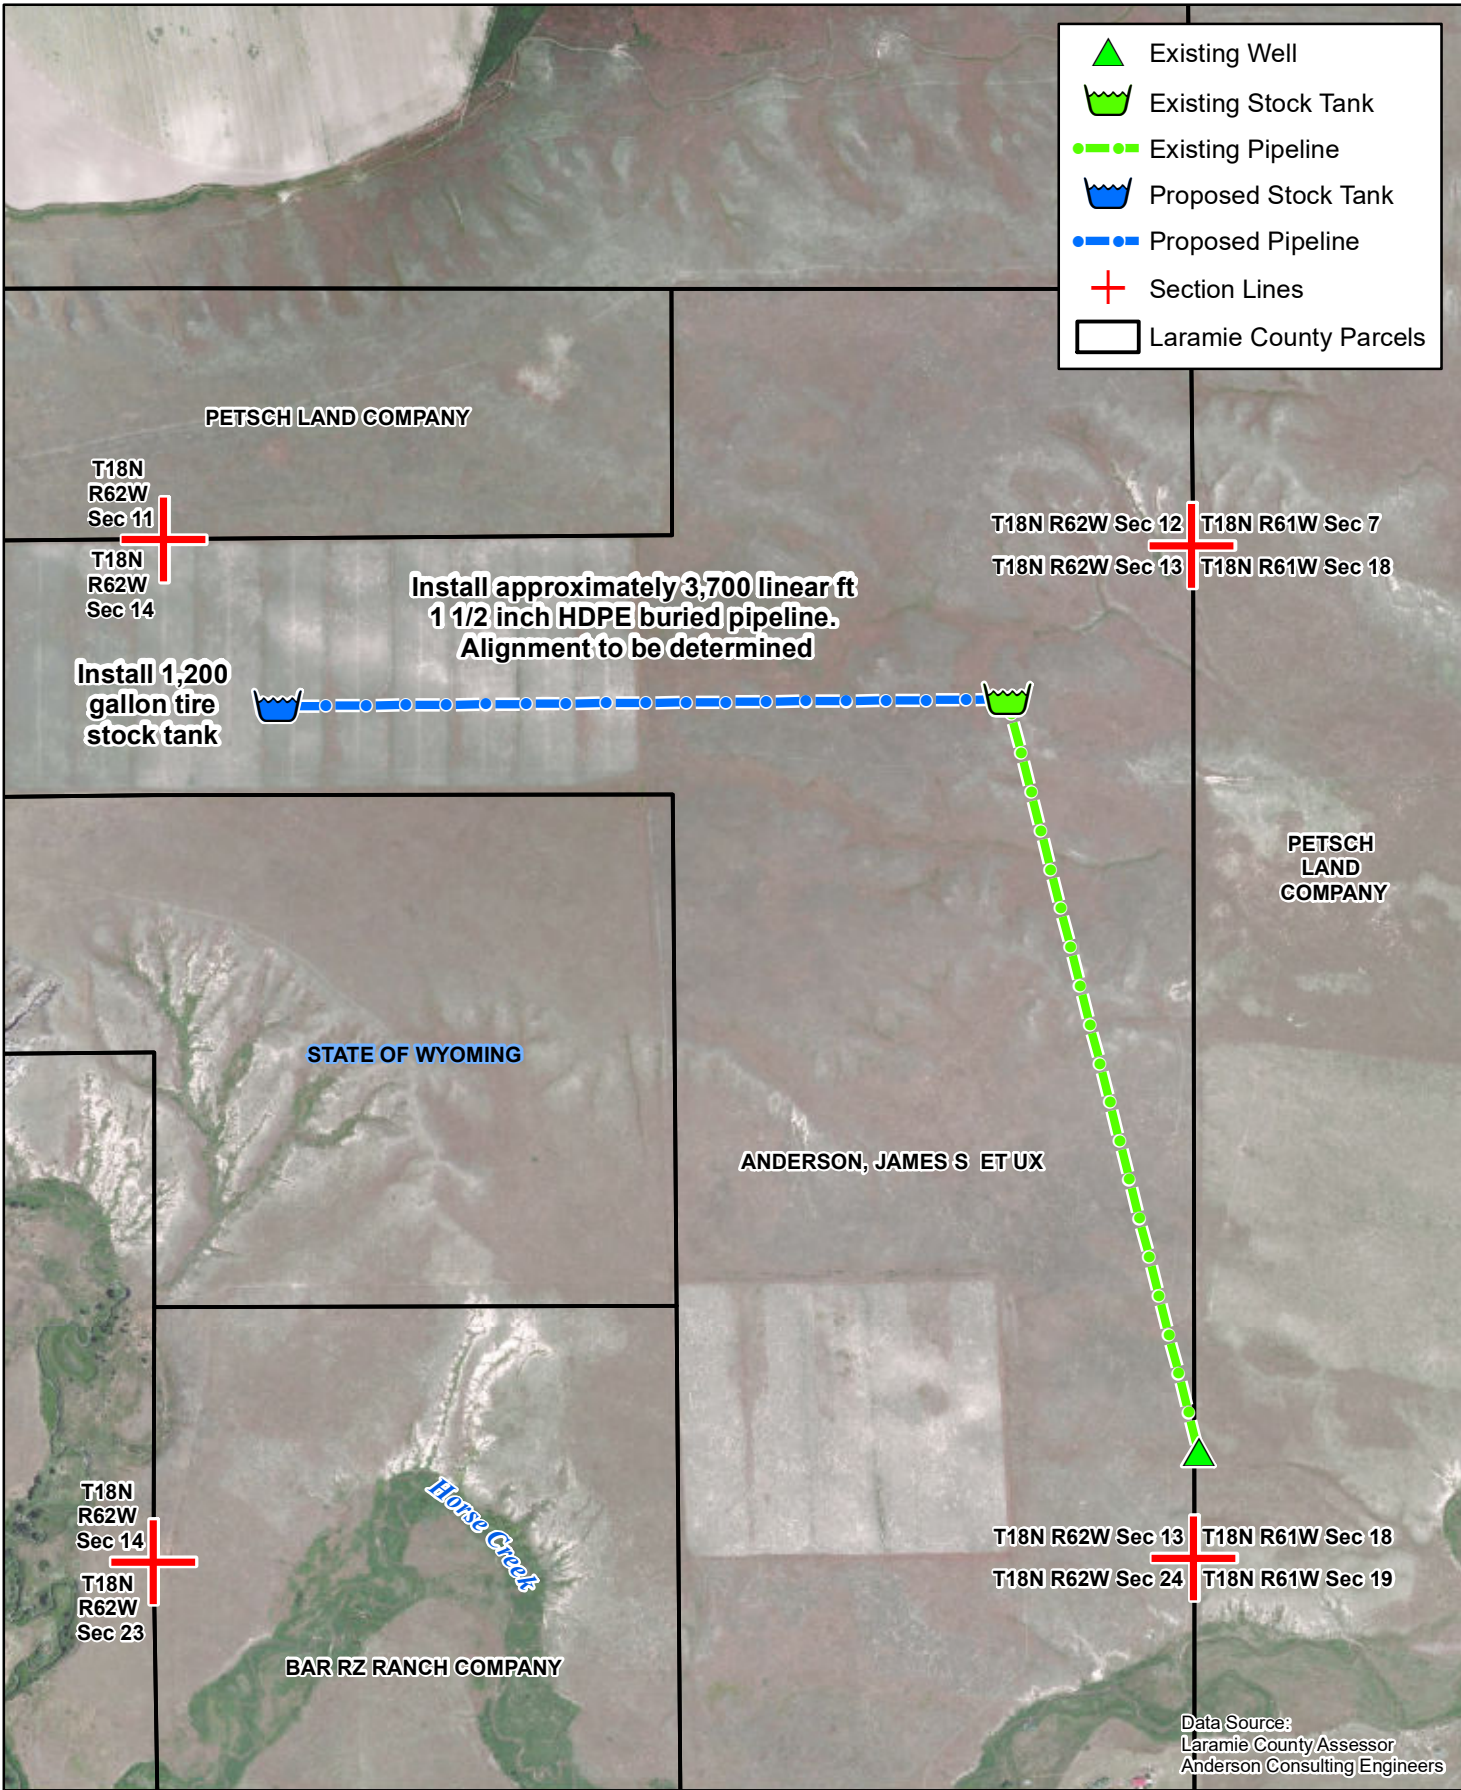 Existing Well
Existing Stock Tank
Existing Pipeline
Proposed Stock Tank
Proposed Pipeline
Section Lines
Laramie County Parcels
PETSCH LAND COMPANY
T18N
R62W
Sec 11
T18N
R62W
Sec 14
T18N R62W Sec 12
T18N R61W Sec 7
T18N R62W Sec 13
T18N R61W Sec 18
Install approximately 3,700 linear ft
1 1/2 inch HDPE buried pipeline.
Alignment to be determined
Install 1,200
gallon tire
stock tank
PETSCH
LAND
COMPANY
STATE OF WYOMING
ANDERSON, JAMES S ET UX
Horse Creek
T18N
R62W
Sec 14
T18N
R62W
Sec 23
T18N R62W Sec 13
T18N R61W Sec 18
T18N R62W Sec 24
T18N R61W Sec 19
BAR RZ RANCH COMPANY
Data Source:
Laramie County Assessor
Anderson Consulting Engineers